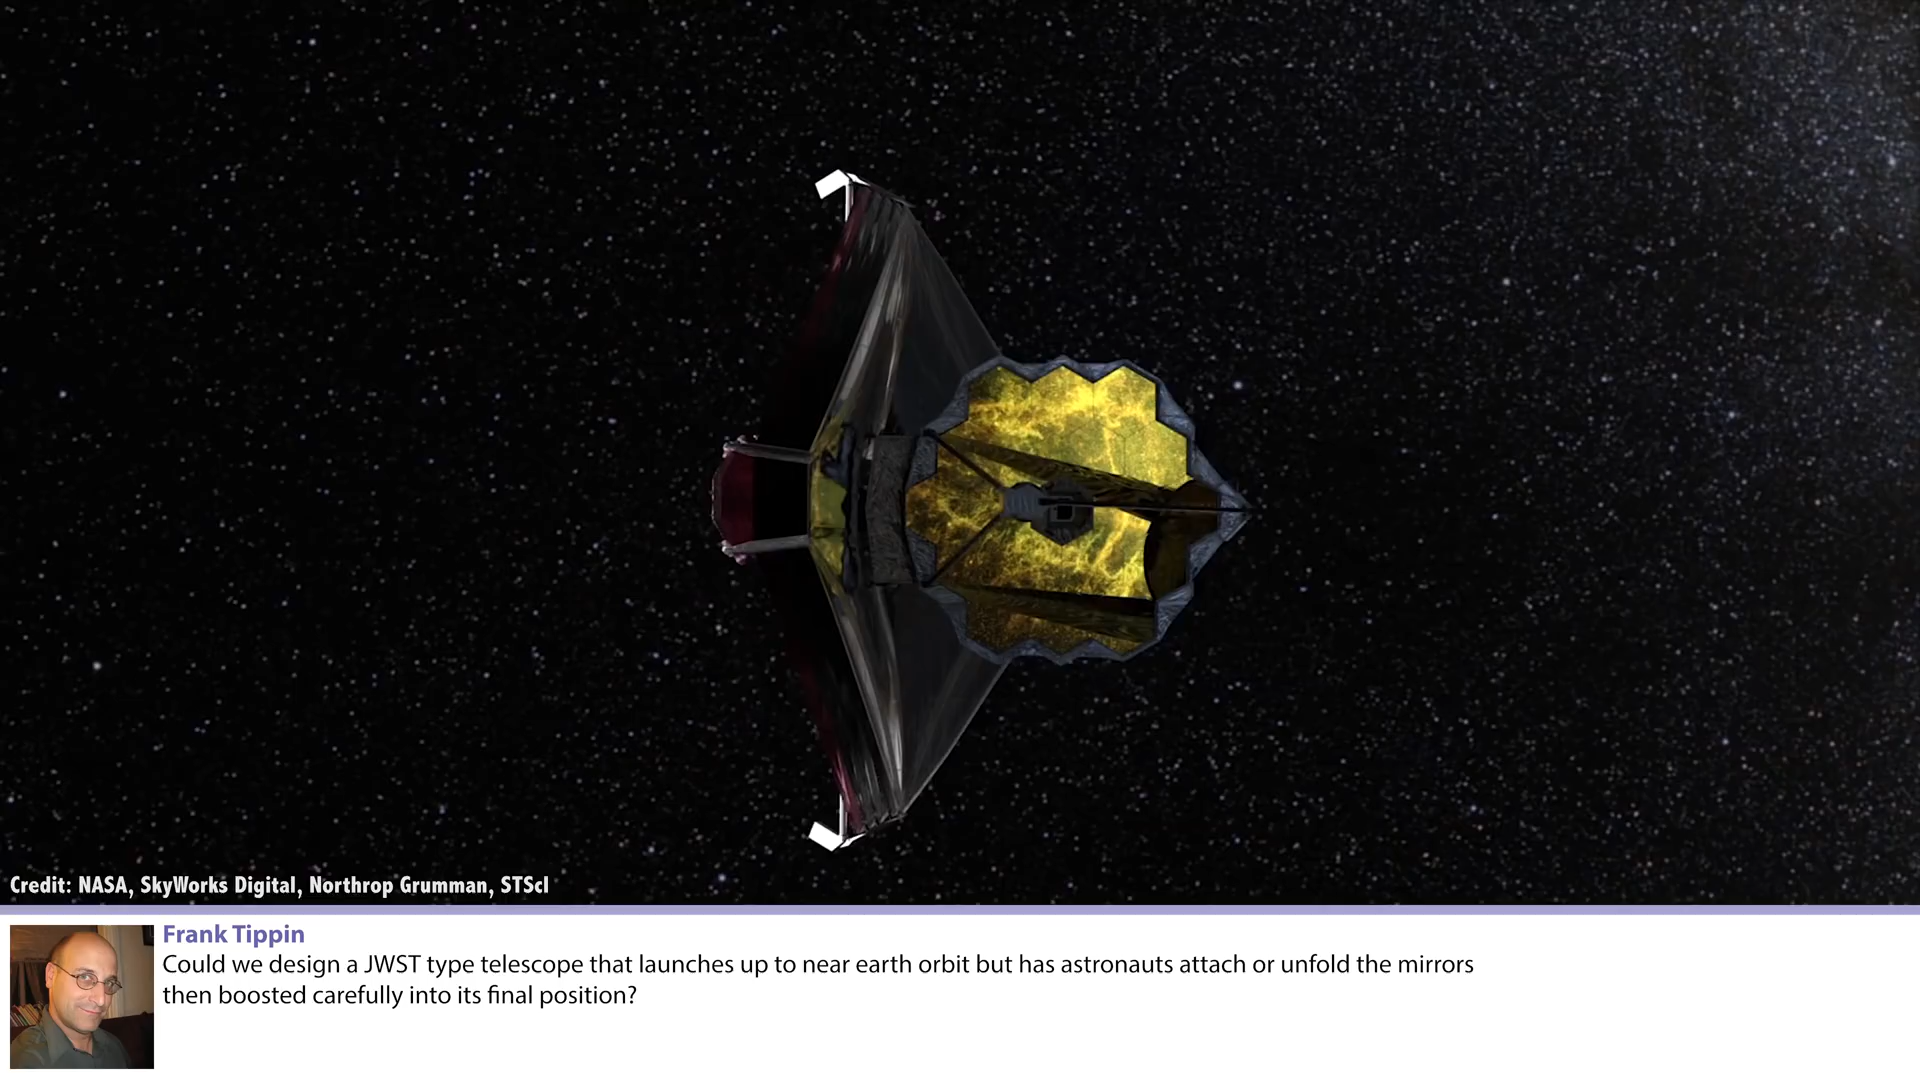 Credit: NASA, SkyWorks Digital, Northrop Grumman, STScI
Frank Tippin
Could we design a JWST type telescope that launches up to near earth orbit but has astronauts attach or unfold the mirrors
then boosted carefully into its final position?